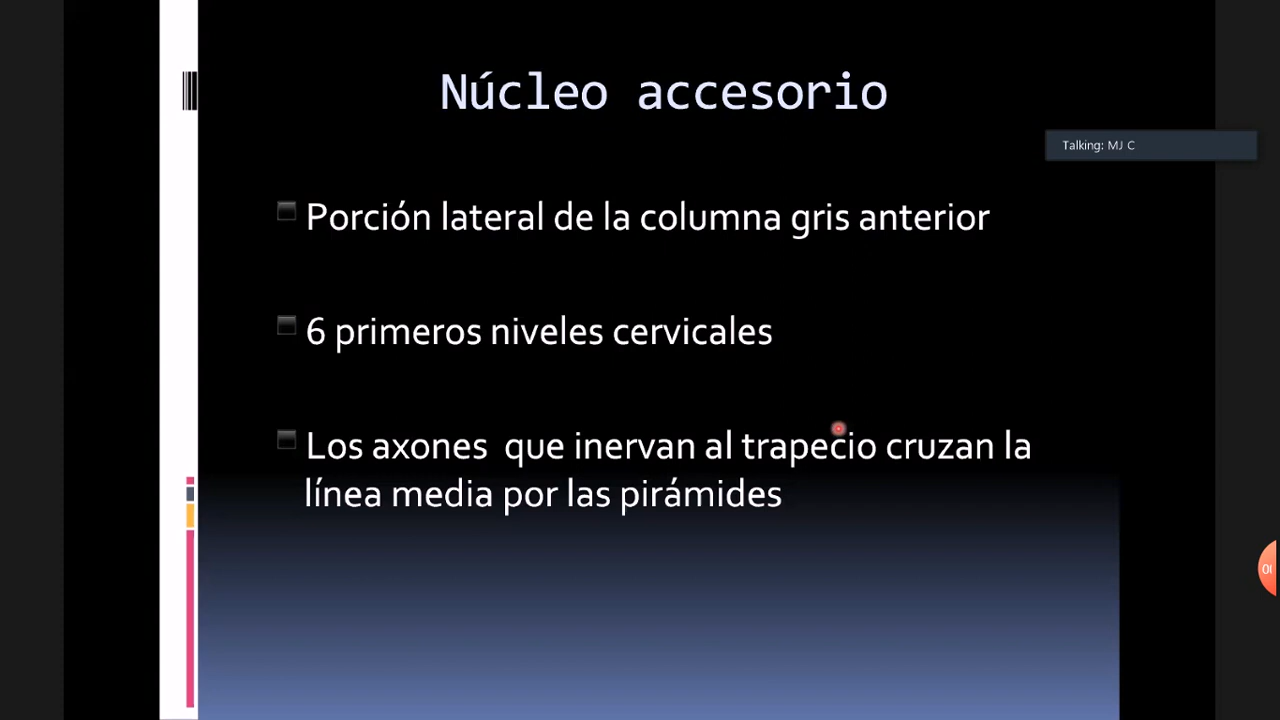 Núcleo accesorio
Talking: MJ C
Porción lateral de la columna gris anterior
6 primeros niveles cervicales
Los axones que inervan al trapecio cruzan la
línea media por las pirámides